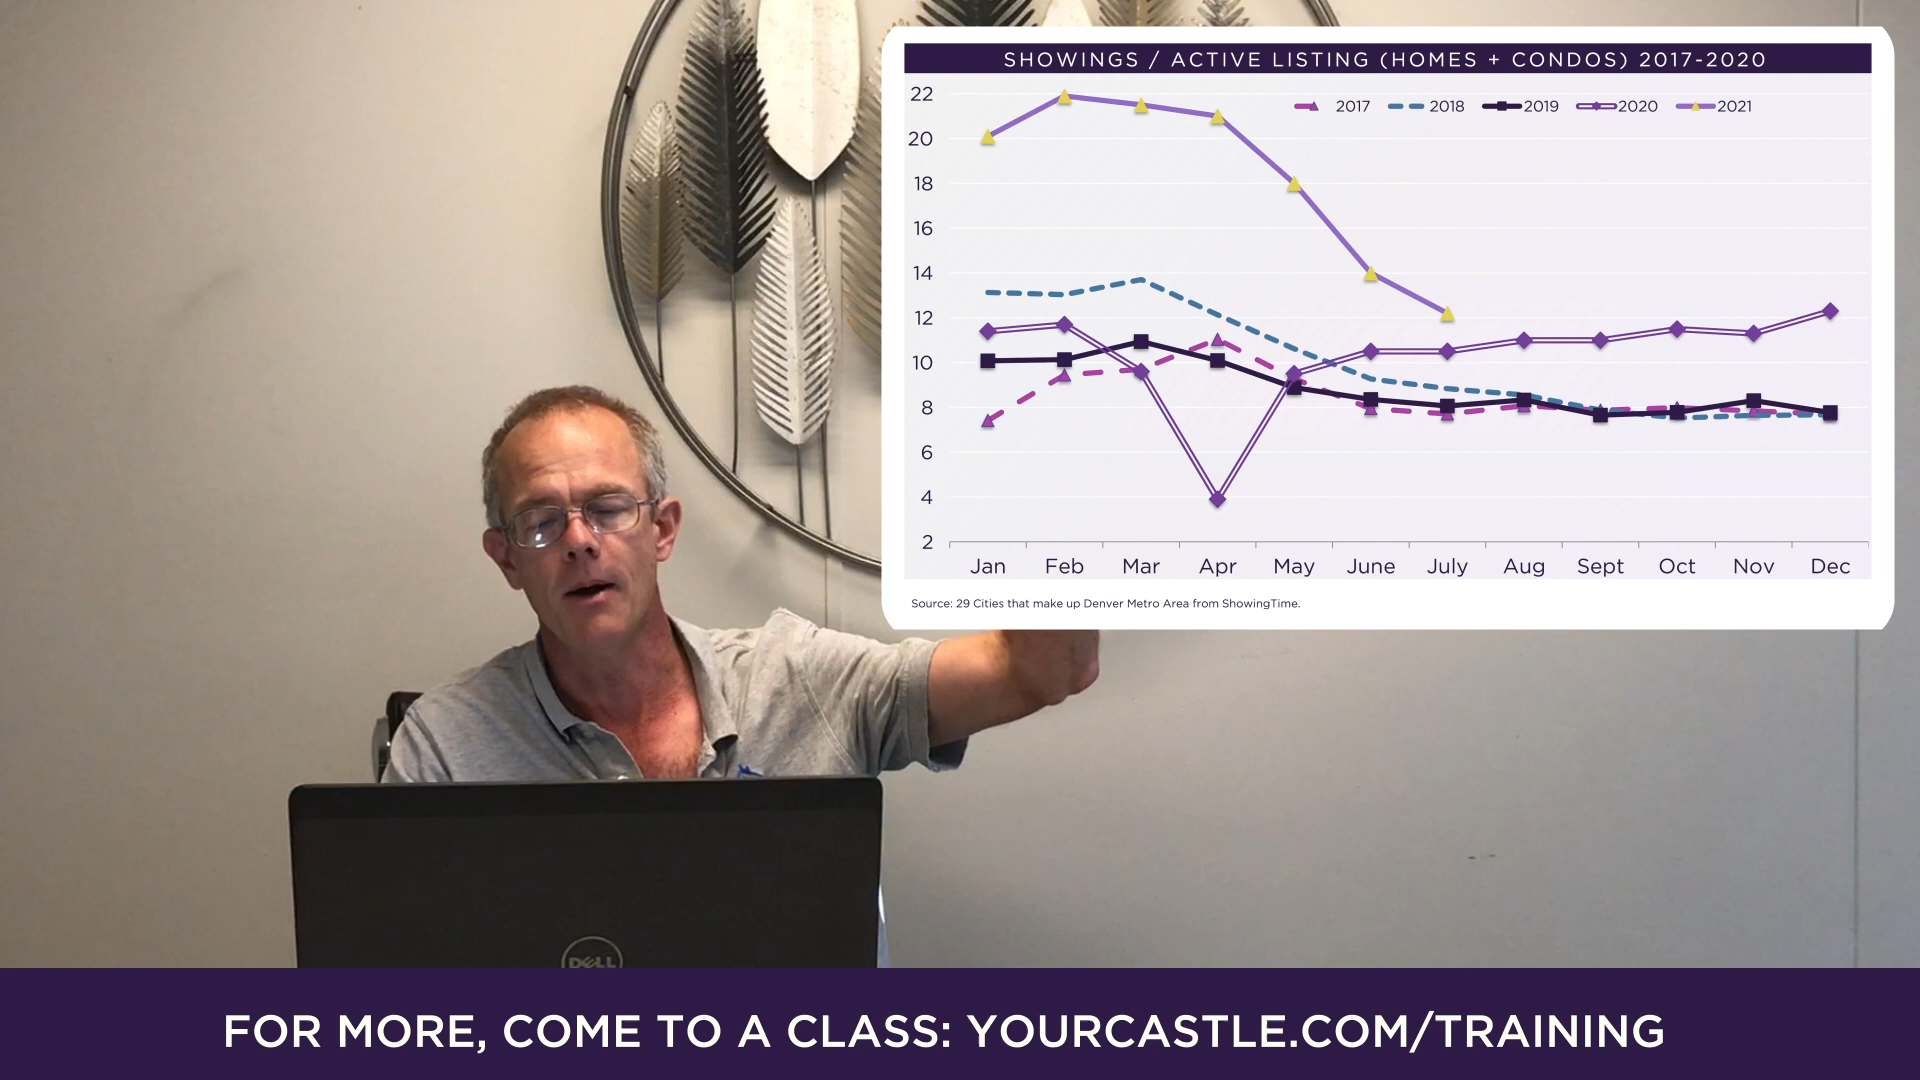 SHOWINGS / ACTIVE LISTING (HOMES + CONDOS) 2017-2020
2017 2018 2019 2020 2021
22
20
18
16
14
12
10
8
6
4
2
Jan Feb Mar Apr May June July Aug Sept Oct Nov Dec
Source: 29 Cities that make up Denver Metro Area from ShowingTime.
DELL
FOR MORE, COME TO A CLASS: YOURCASTLE.COM/TRAINING